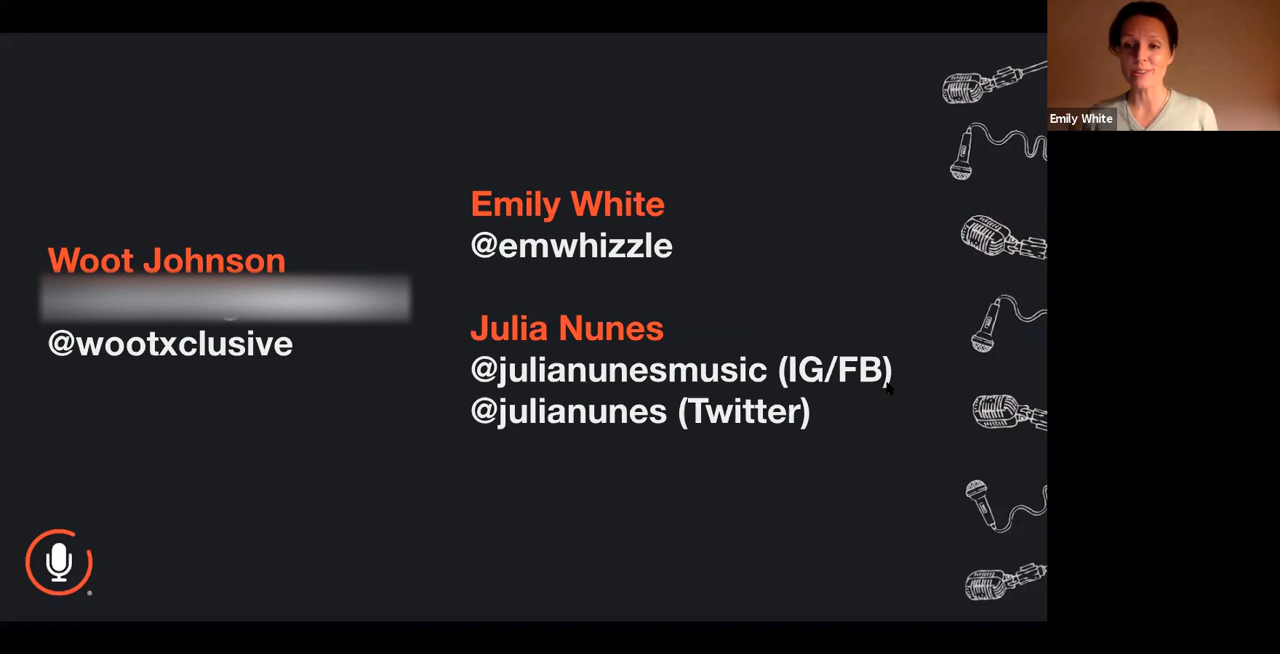 Woot Johnson
@wootxclusive
Emily White
@emwhizzle
Julia Nunes
@julianunesmusic (IG/FB)
@julianunes (Twitter)
Emily White
®